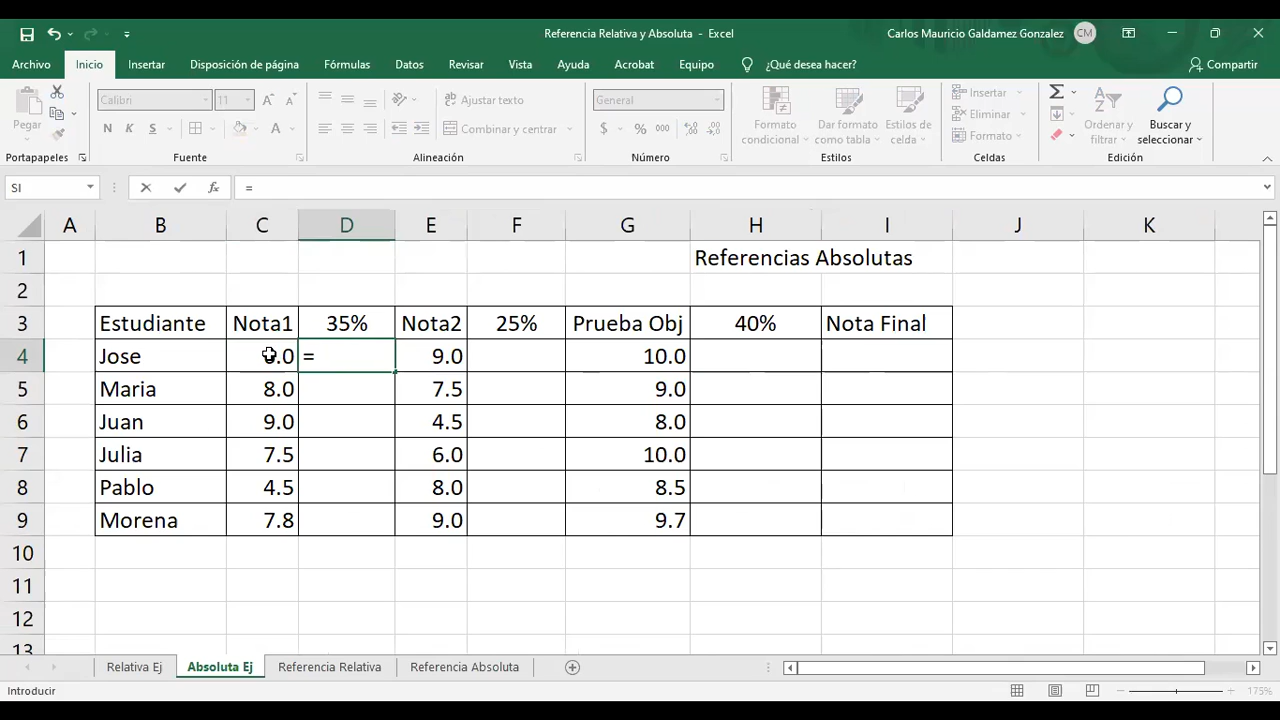 Referencia Relativa y Absoluta - Excel
Carlos Mauricio Galdamez Gonzalez CM
Archivo Inicio Insertar Disposición de página Fórmulas Datos Revisar Vista Ayuda Acrobat Equipo ¿Qué desea hacer? Compartir
Pegar
Calibri 11
N K S
Ajustar texto
Combinar y centrar
General
$ % 000
Formato condicional
Dar formato como tabla
Estilos de celda
Insertar
Eliminar
Formato
Ordenar y filtrar
Buscar y seleccionar
Portapapeles Fuente Alineación Número Estilos Celdas Edición
SI fx =
A B C D E F G H I J K
1 Referencias Absolutas
2
3 Estudiante Nota1 35% Nota2 25% Prueba Obj 40% Nota Final
4 Jose .0 = 9.0 10.0
5 Maria 8.0 7.5 9.0
6 Juan 9.0 4.5 8.0
7 Julia 7.5 6.0 10.0
8 Pablo 4.5 8.0 8.5
9 Morena 7.8 9.0 9.7
10
11
12
13
Relativa Ej Absoluta Ej Referencia Relativa Referencia Absoluta
Introducir 175%